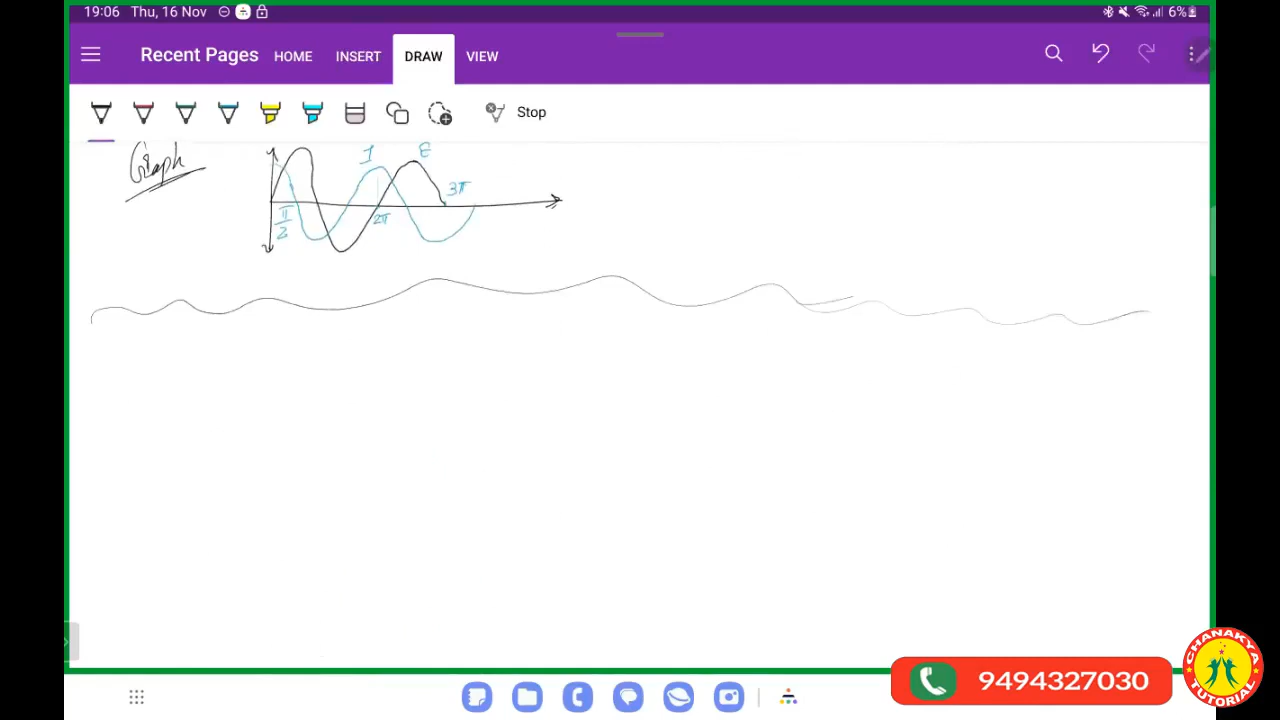 19:06 Thu, 16 Nov 6%
Recent Pages HOME INSERT DRAW VIEW
Stop
Graph
I E
3π
π/2
2π
9494327030
CHANAKYA
TUTORIAL